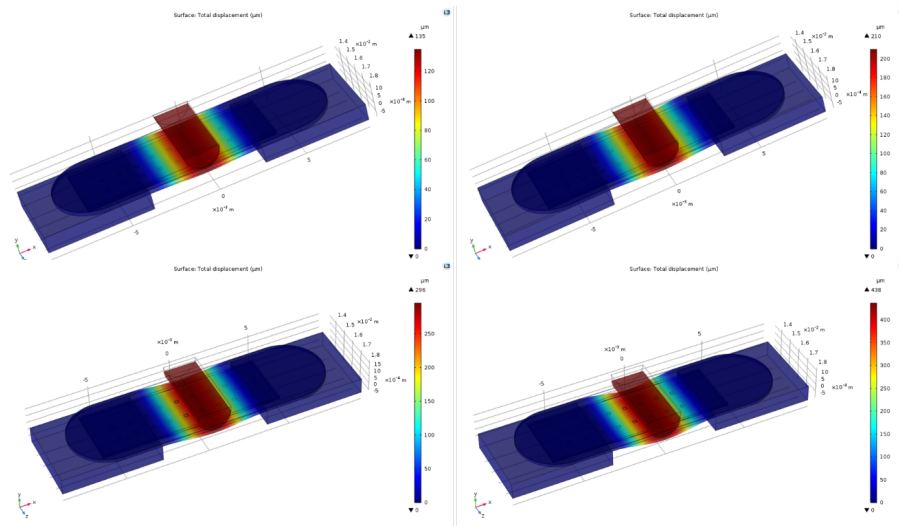 Surface: Total displacement (μm)
μm
▲ 135
120
100
80
60
40
20
0
▼ 0
1.4
×10⁻² m
1.5
1.6
1.7
1.8
10
5
0
-5
×10⁻⁴ m
5
0
×10⁻³ m
-5
y
x
z
Surface: Total displacement (μm)
μm
▲ 210
200
180
160
140
120
100
80
60
40
20
0
▼ 0
1.4
×10⁻² m
1.5
1.6
1.7
1.8
10
5
0
-5
×10⁻⁴ m
5
0
×10⁻³ m
-5
y
x
z
Surface: Total displacement (μm)
μm
▲ 296
250
200
150
100
50
0
▼ 0
1.4
1.5
×10⁻² m
1.6
1.7
1.8
15
10
5
0
-5
×10⁻⁴ m
5
×10⁻³ m
0
-5
y
x
z
Surface: Total displacement (μm)
μm
▲ 438
400
350
300
250
200
150
100
50
0
▼ 0
1.4
1.5
×10⁻² m
1.6
1.7
1.8
10
5
0
-5
×10⁻⁴ m
5
×10⁻³ m
0
-5
y
x
z